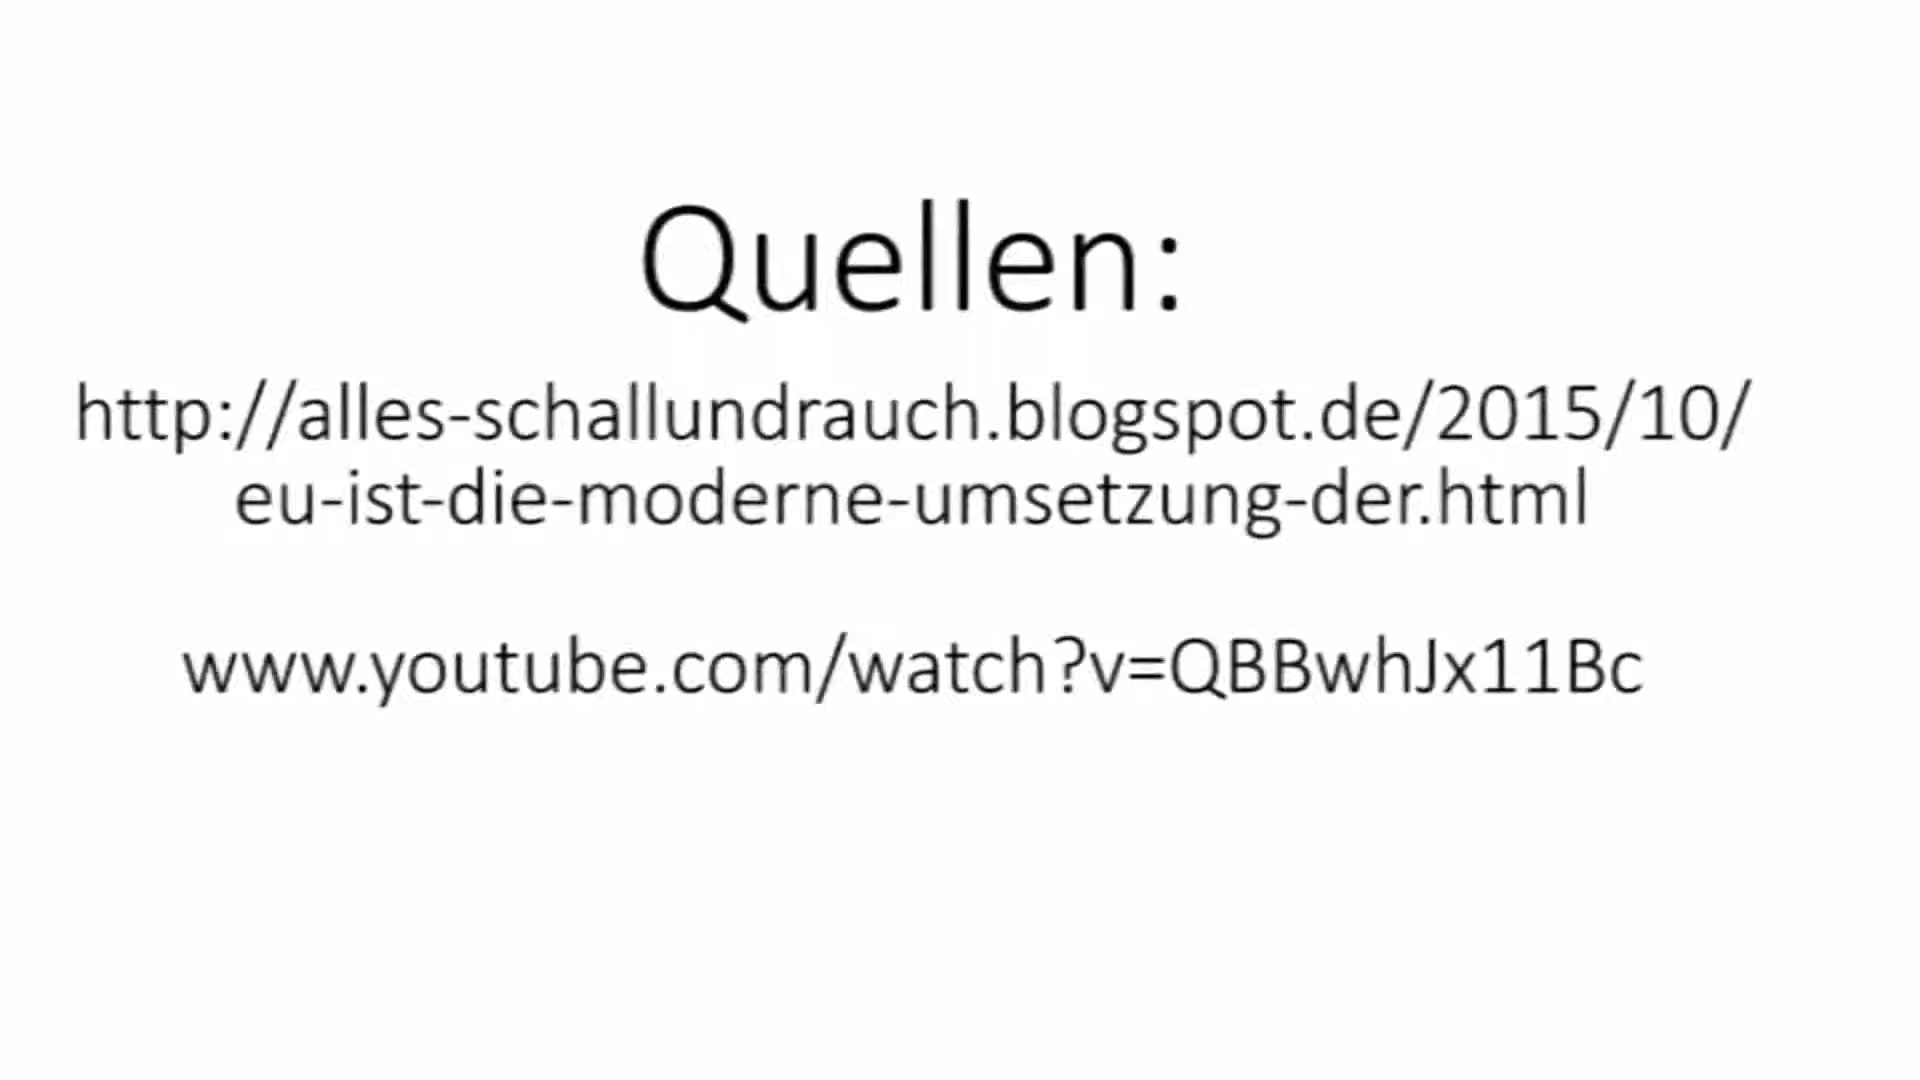 Quellen:
http://alles-schallundrauch.blogspot.de/2015/10/
eu-ist-die-moderne-umsetzung-der.html
www.youtube.com/watch?v=QBBwhJx11Bc